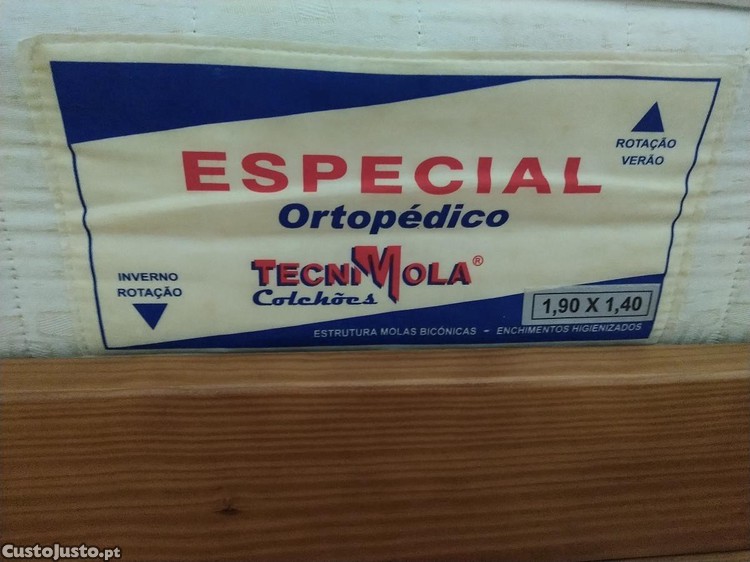 ESPECIAL
Ortopédico
TECNIMOLA®
Colchões
ROTAÇÃO
VERÃO
INVERNO
ROTAÇÃO
1,90 X 1,40
ESTRUTURA MOLAS BICÓNICAS - ENCHIMENTOS HIGIENIZADOS
CustoJusto.pt